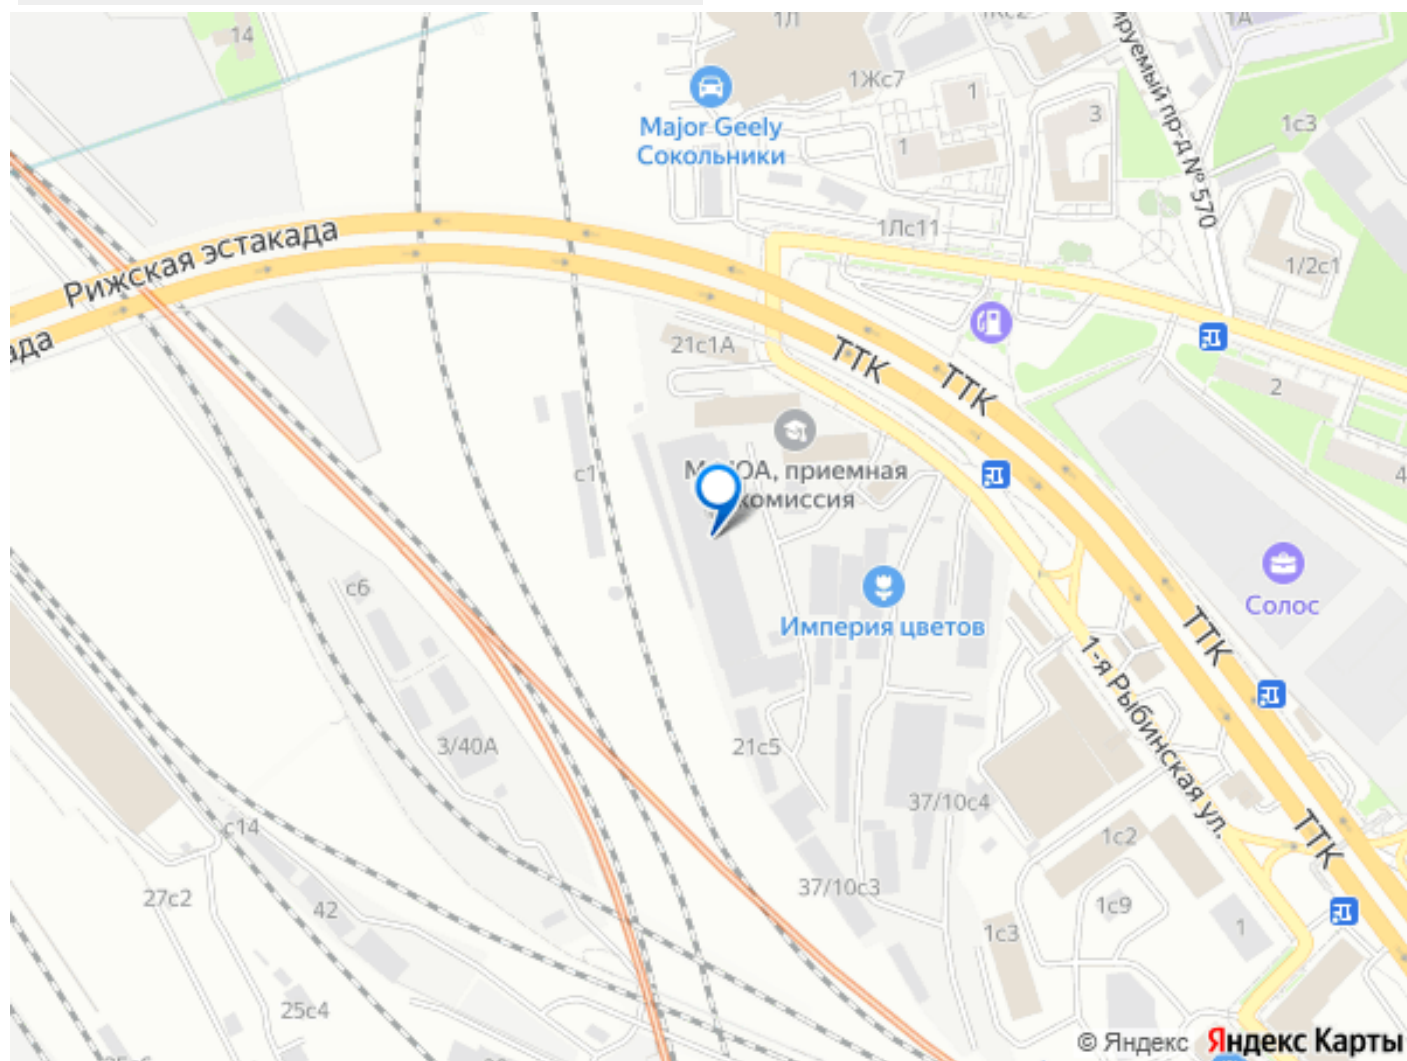 14
1Л
1А
1Жс7
1
3
1с3
Major Geely
Сокольники
1
пр-д № 570
1Лс11
Рижская эстакада
1/2с1
21с1А
ТТК
ТТК
2
приемная
комиссия
с1
4
с6
Солос
Империя цветов
ТТК
1-я Рыбинская ул.
3/40А
21с5
37/10с4
с14
1с2
ТТК
37/10с3
27с2
42
1с9
1с3
1
25с4
© Яндекс Яндекс Карты